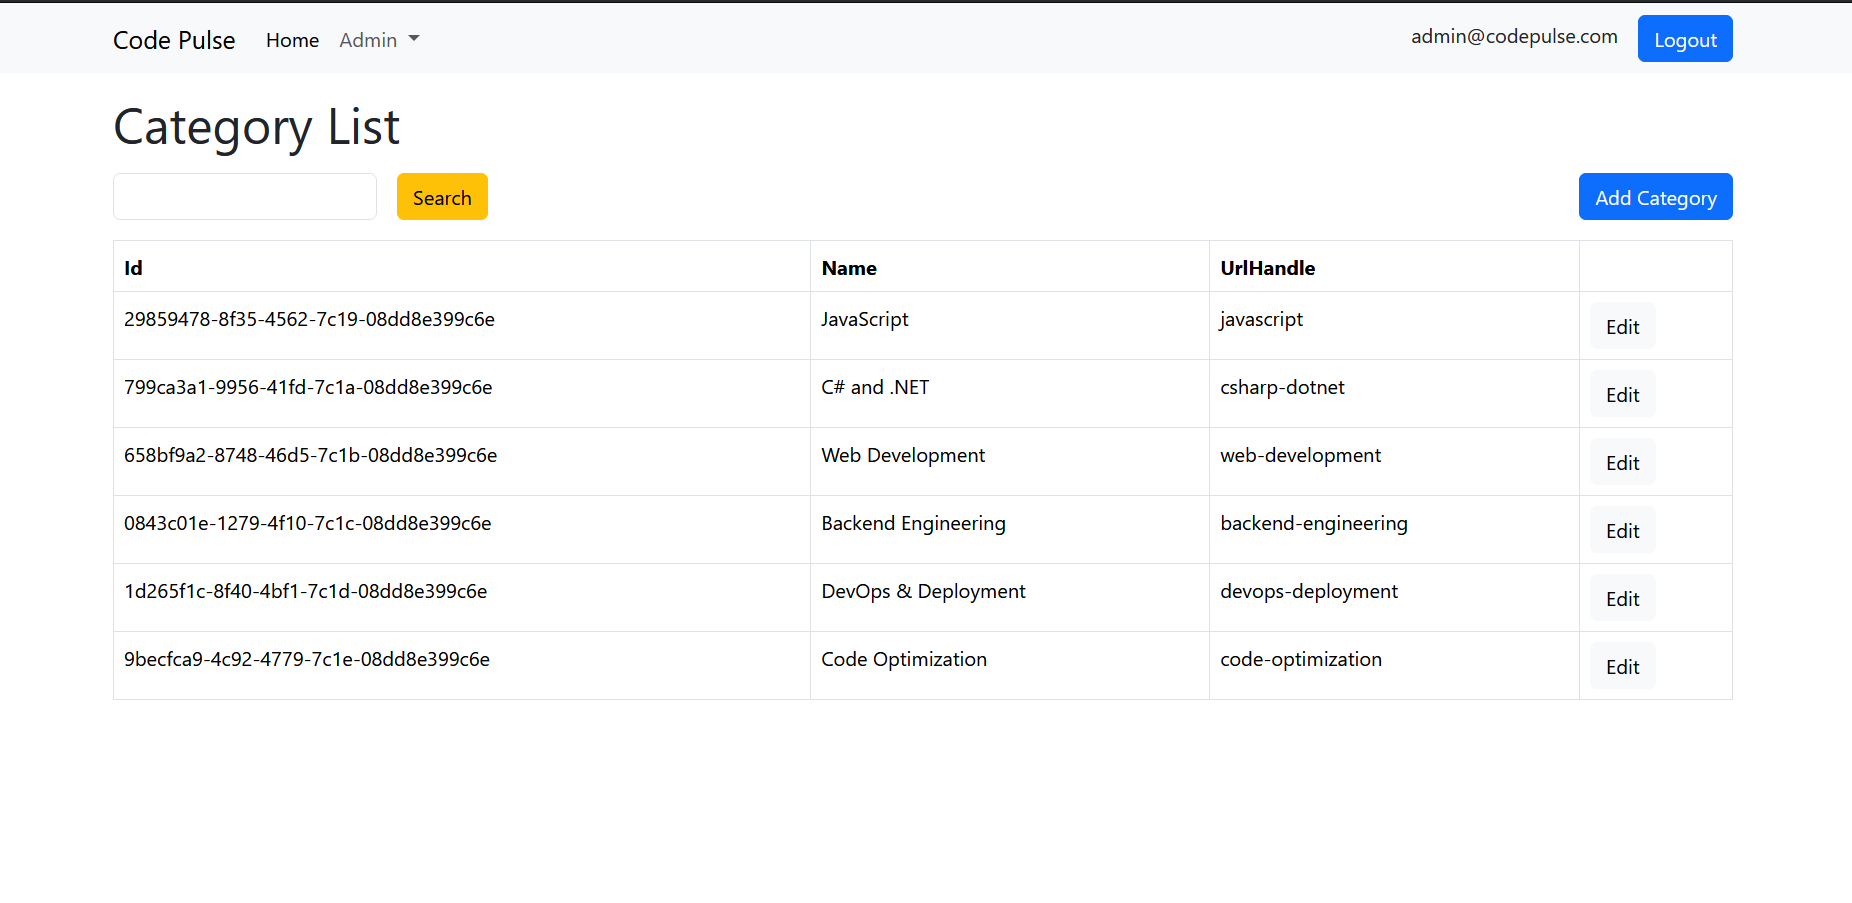 Code Pulse Home Admin admin@codepulse.com Logout
Category List
Search Add Category
Id Name UrlHandle
29859478-8f35-4562-7c19-08dd8e399c6e JavaScript javascript Edit
799ca3a1-9956-41fd-7c1a-08dd8e399c6e C# and .NET csharp-dotnet Edit
658bf9a2-8748-46d5-7c1b-08dd8e399c6e Web Development web-development Edit
0843c01e-1279-4f10-7c1c-08dd8e399c6e Backend Engineering backend-engineering Edit
1d265f1c-8f40-4bf1-7c1d-08dd8e399c6e DevOps & Deployment devops-deployment Edit
9becfca9-4c92-4779-7c1e-08dd8e399c6e Code Optimization code-optimization Edit